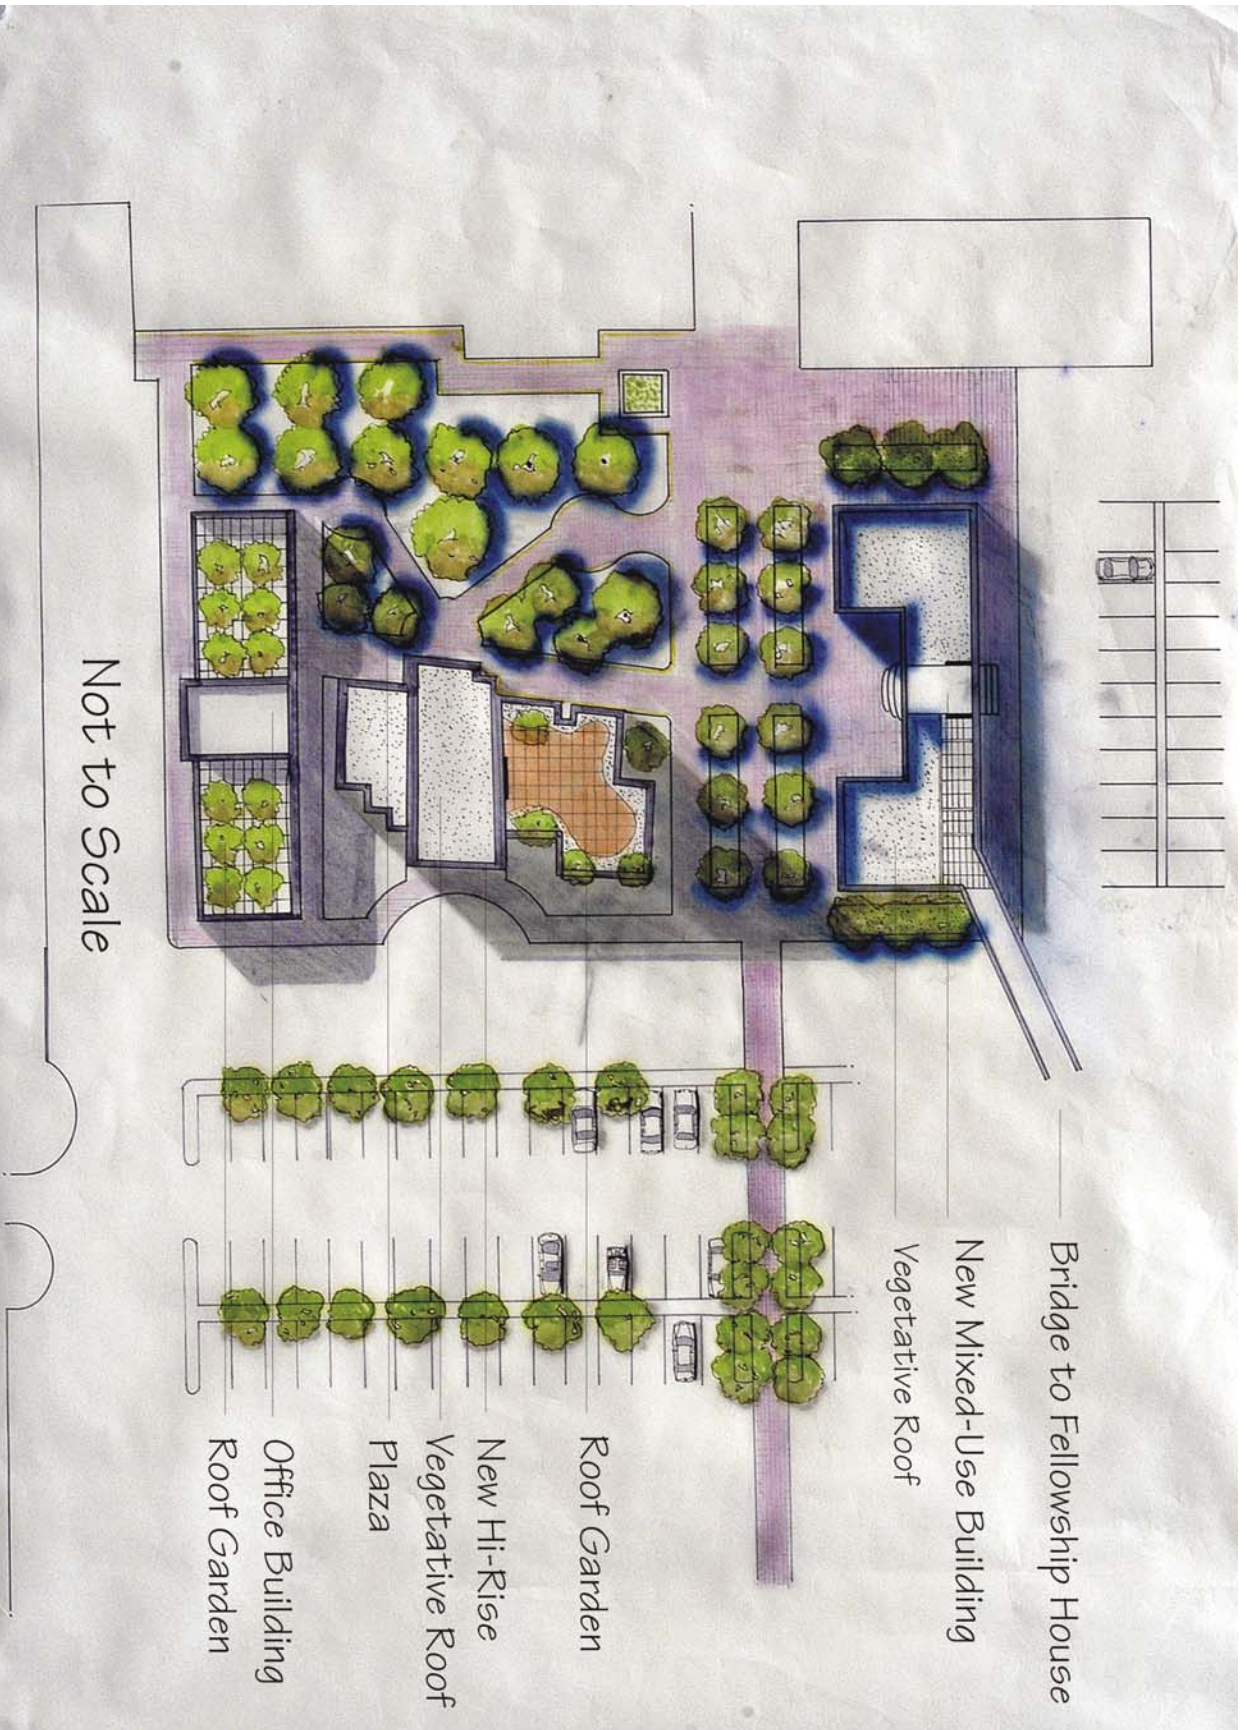 Bridge to Fellowship House
New Mixed-Use Building
Vegetative Roof
Roof Garden
New Hi-Rise
Vegetative Roof
Plaza
Office Building
Roof Garden
Not to Scale